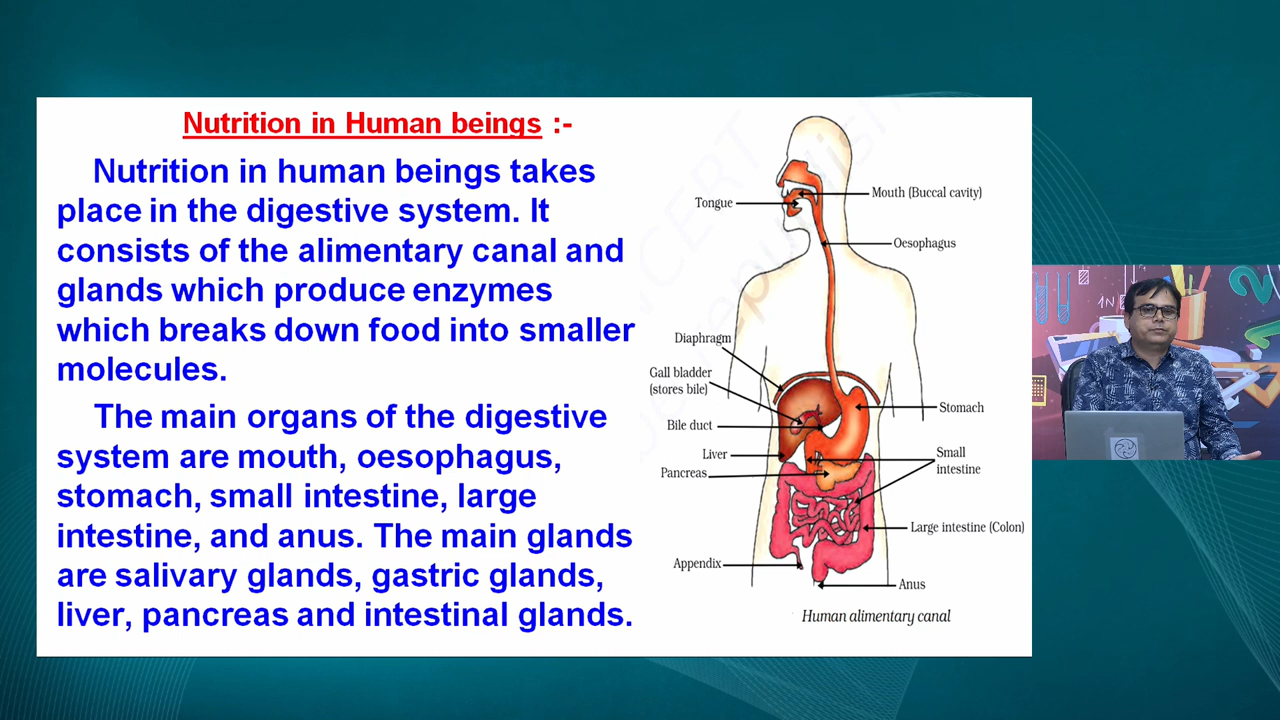 Nutrition in Human beings :-
Nutrition in human beings takes
place in the digestive system. It
consists of the alimentary canal and
glands which produce enzymes
which breaks down food into smaller
molecules.
The main organs of the digestive
system are mouth, oesophagus,
stomach, small intestine, large
intestine, and anus. The main glands
are salivary glands, gastric glands,
liver, pancreas and intestinal glands.
Mouth (Buccal cavity)
Tongue
Oesophagus
Diaphragm
Gall bladder
(stores bile)
Stomach
Bile duct
Liver
Small
intestine
Pancreas
Large intestine (Colon)
Appendix
Anus
Human alimentary canal